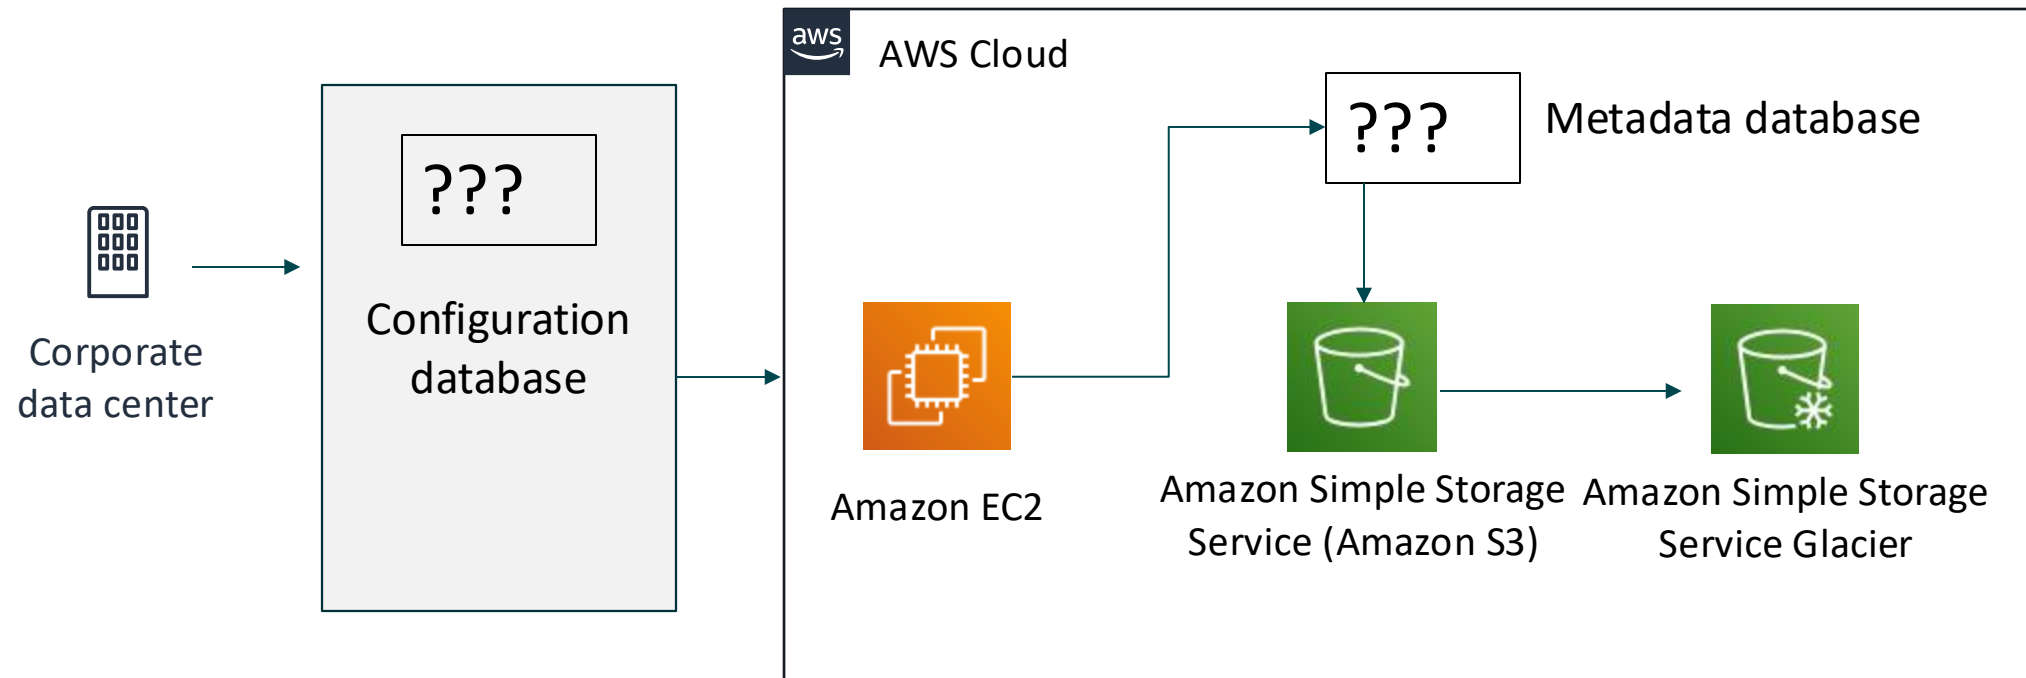 aws
AWS Cloud
???
Metadata database
???
Configuration
database
Corporate
data center
Amazon EC2
Amazon Simple Storage
Service (Amazon S3)
Amazon Simple Storage
Service Glacier